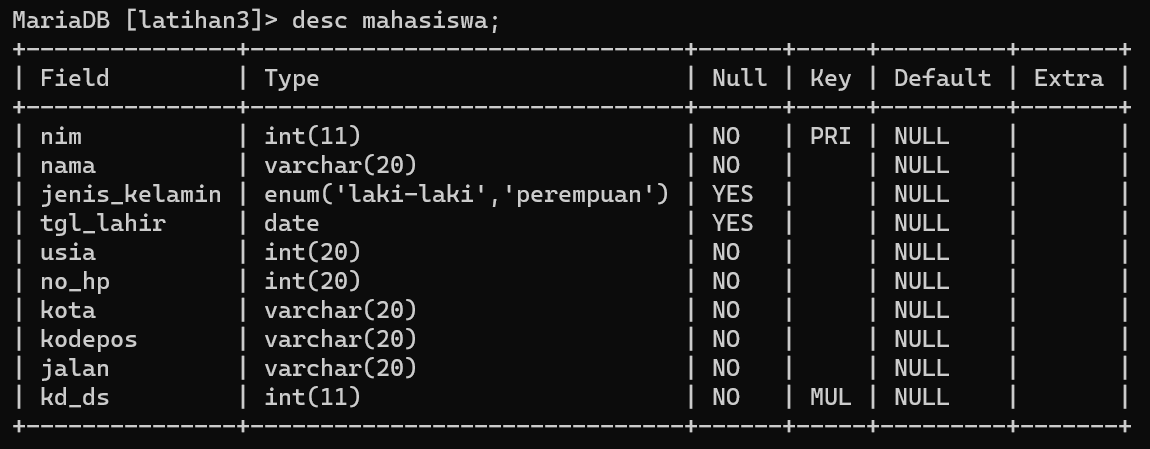 MariaDB [latihan3]> desc mahasiswa;
+---------------+-------------------------------+------+-----+---------+-------+
| Field         | Type                          | Null | Key | Default | Extra |
+---------------+-------------------------------+------+-----+---------+-------+
| nim           | int(11)                       | NO   | PRI | NULL    |       |
| nama          | varchar(20)                   | NO   |     | NULL    |       |
| jenis_kelamin | enum('laki-laki','perempuan') | YES  |     | NULL    |       |
| tgl_lahir     | date                          | YES  |     | NULL    |       |
| usia          | int(20)                       | NO   |     | NULL    |       |
| no_hp         | int(20)                       | NO   |     | NULL    |       |
| kota          | varchar(20)                   | NO   |     | NULL    |       |
| kodepos       | varchar(20)                   | NO   |     | NULL    |       |
| jalan         | varchar(20)                   | NO   |     | NULL    |       |
| kd_ds         | int(11)                       | NO   | MUL | NULL    |       |
+---------------+-------------------------------+------+-----+---------+-------+